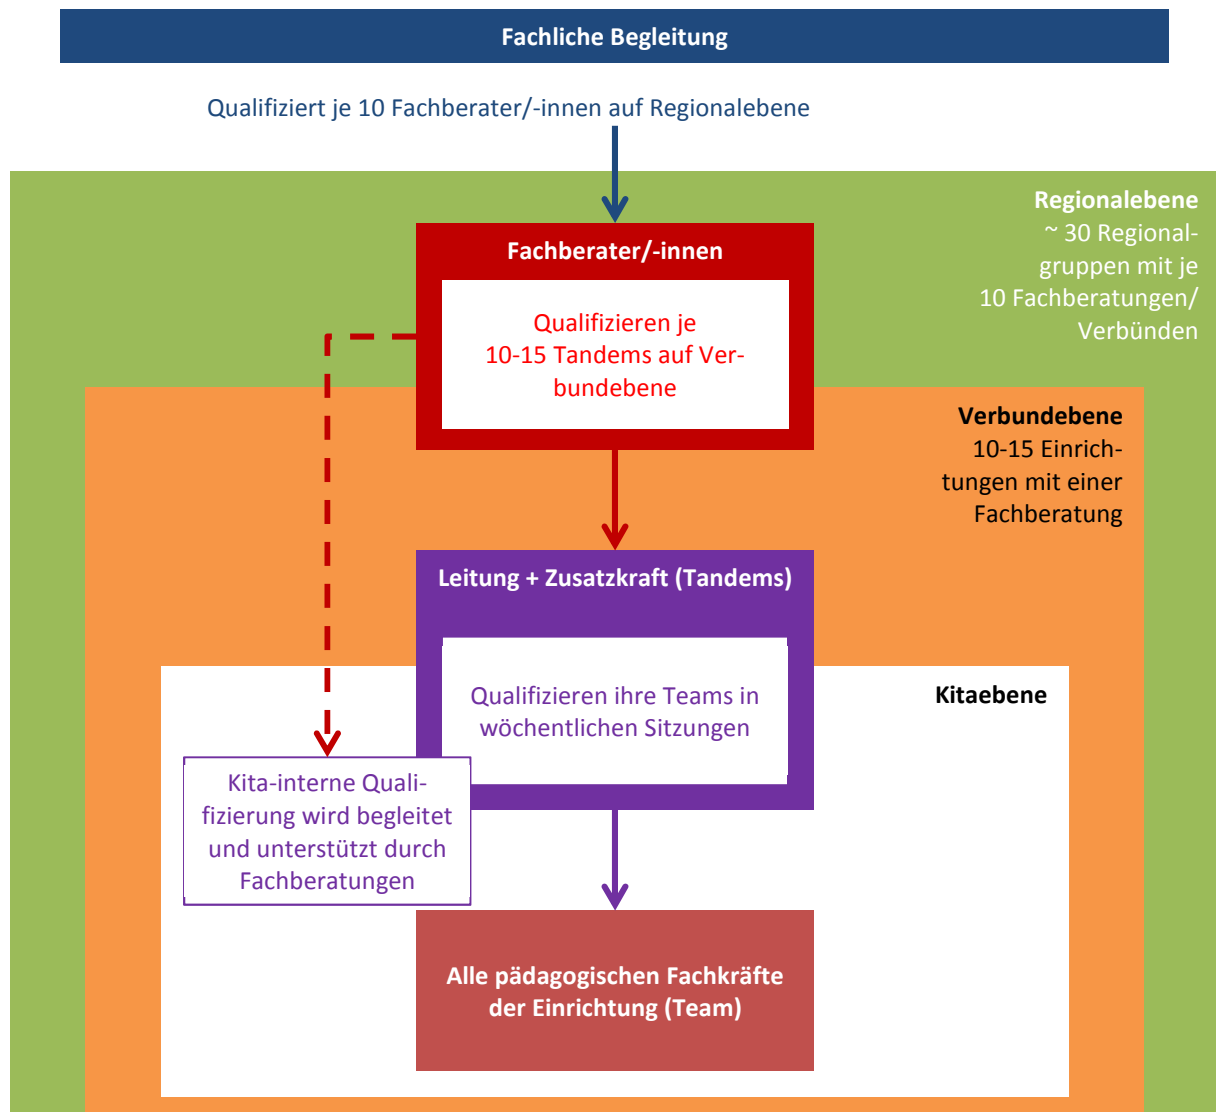 Fachliche Begleitung
Qualifiziert je 10 Fachberater/-innen auf Regionalebene
Regionalebene
~ 30 Regional-
gruppen mit je
10 Fachberatungen/
Verbünden
Fachberater/-innen
Qualifizieren je
10-15 Tandems auf Ver-
bundebene
Verbundebene
10-15 Einrich-
tungen mit einer
Fachberatung
Leitung + Zusatzkraft (Tandems)
Qualifizieren ihre Teams in
wöchentlichen Sitzungen
Kitaebene
Kita-interne Quali-
fizierung wird begleitet
und unterstützt durch
Fachberatungen
Alle pädagogischen Fachkräfte
der Einrichtung (Team)